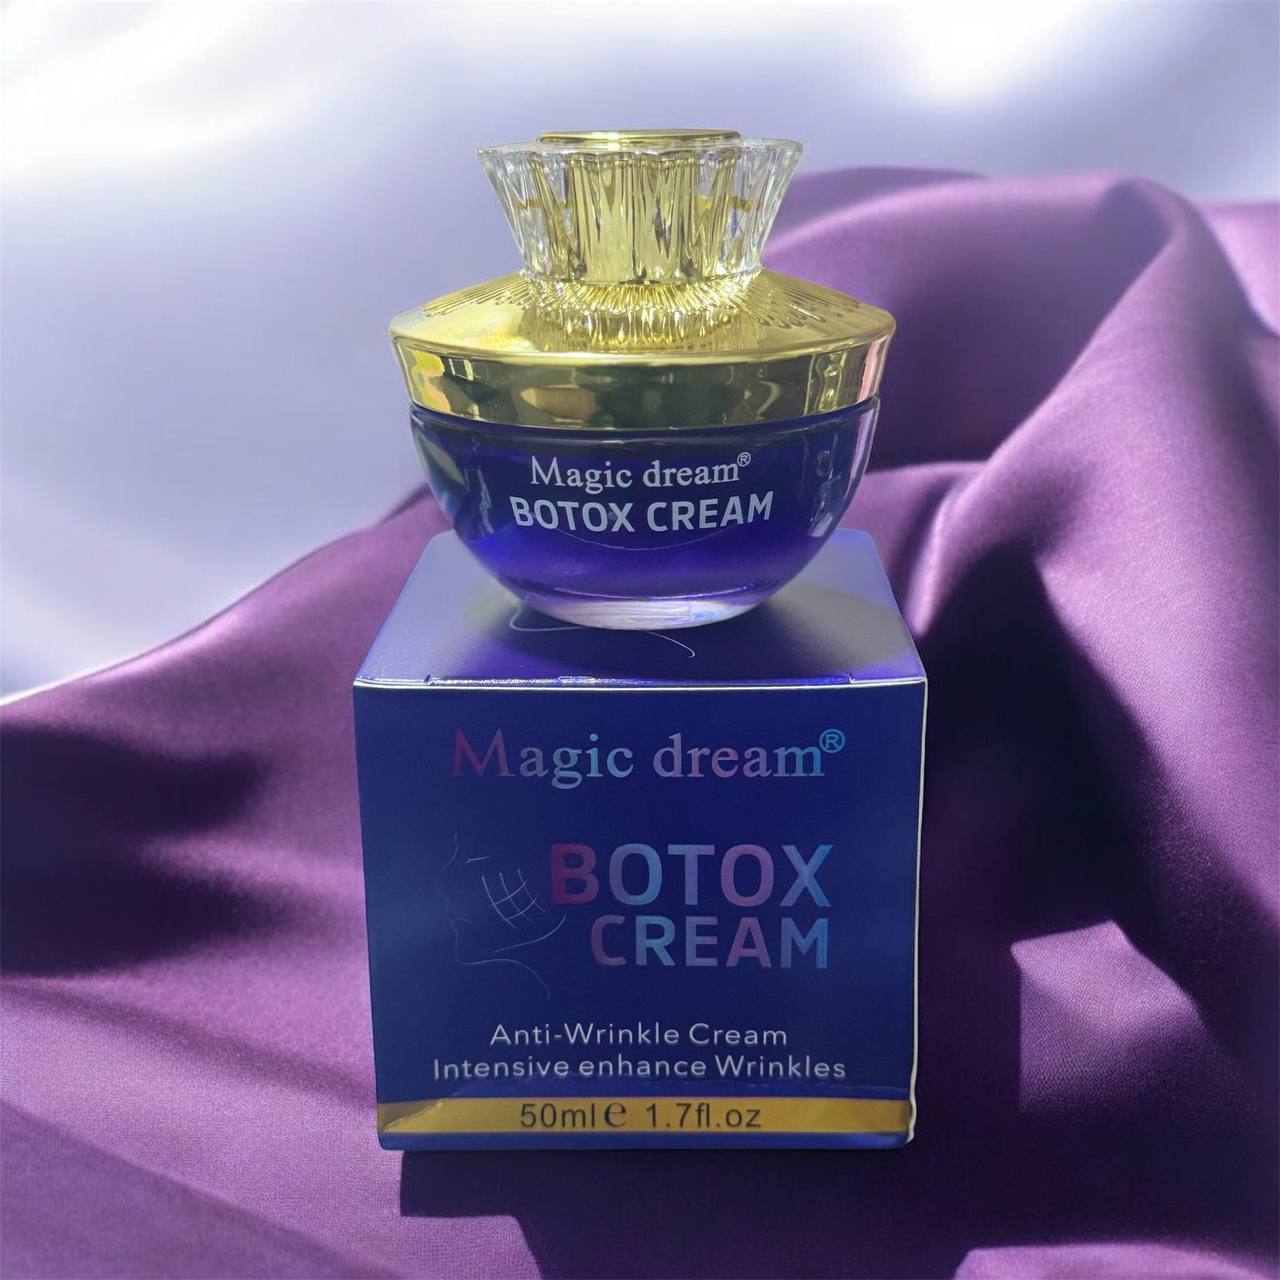 Magic dream®
BOTOX CREAM
Magic dream®
BOTOX
CREAM
Anti-Wrinkle Cream
Intensive enhance Wrinkles
50ml℮ 1.7fl.oz